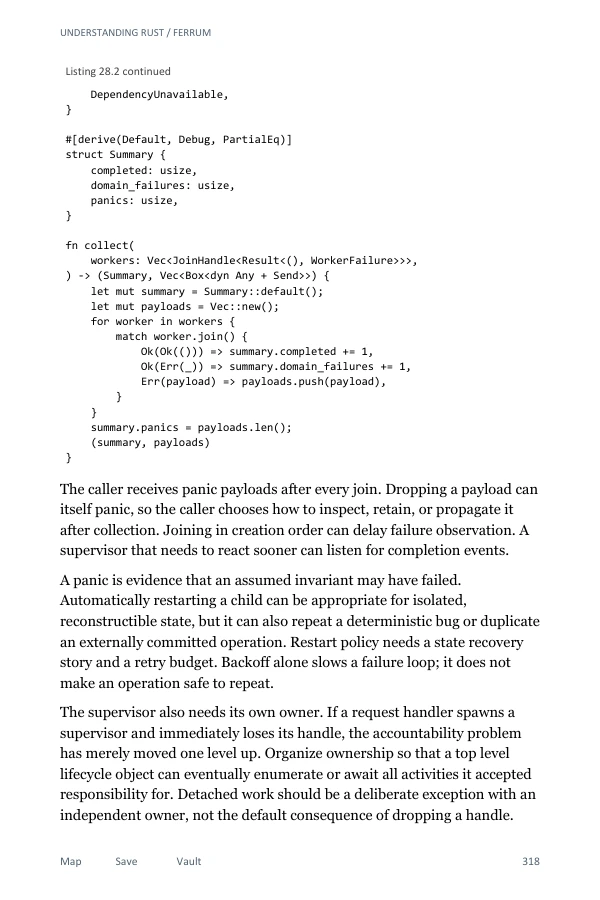 UNDERSTANDING RUST / FERRUM
Listing 28.2 continued
    DependencyUnavailable,
}

#[derive(Default, Debug, PartialEq)]
struct Summary {
    completed: usize,
    domain_failures: usize,
    panics: usize,
}

fn collect(
    workers: Vec<JoinHandle<Result<(), WorkerFailure>>>,
) -> (Summary, Vec<Box<dyn Any + Send>>) {
    let mut summary = Summary::default();
    let mut payloads = Vec::new();
    for worker in workers {
        match worker.join() {
            Ok(Ok(())) => summary.completed += 1,
            Ok(Err(_)) => summary.domain_failures += 1,
            Err(payload) => payloads.push(payload),
        }
    }
    summary.panics = payloads.len();
    (summary, payloads)
}
The caller receives panic payloads after every join. Dropping a payload can
itself panic, so the caller chooses how to inspect, retain, or propagate it
after collection. Joining in creation order can delay failure observation. A
supervisor that needs to react sooner can listen for completion events.
A panic is evidence that an assumed invariant may have failed.
Automatically restarting a child can be appropriate for isolated,
reconstructible state, but it can also repeat a deterministic bug or duplicate
an externally committed operation. Restart policy needs a state recovery
story and a retry budget. Backoff alone slows a failure loop; it does not
make an operation safe to repeat.
The supervisor also needs its own owner. If a request handler spawns a
supervisor and immediately loses its handle, the accountability problem
has merely moved one level up. Organize ownership so that a top level
lifecycle object can eventually enumerate or await all activities it accepted
responsibility for. Detached work should be a deliberate exception with an
independent owner, not the default consequence of dropping a handle.
Map Save Vault 318